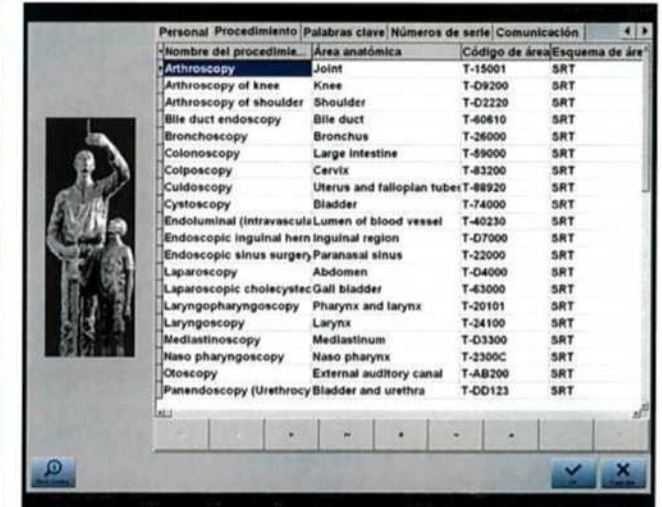 Personal Procedimiento Palabras clave Números de serie Comunicación
Nombre del procedimie... Área anatómica Código de área Esquema de áre
Arthroscopy Joint T-15001 SRT
Arthroscopy of knee Knee T-D9200 SRT
Arthroscopy of shoulder Shoulder T-D2220 SRT
Bile duct endoscopy Bile duct T-60610 SRT
Bronchoscopy Bronchus T-26000 SRT
Colonoscopy Large Intestine T-59000 SRT
Colposcopy Cervix T-83200 SRT
Culdoscopy Uterus and fallopian tubes T-88920 SRT
Cystoscopy Bladder T-74000 SRT
Endoluminal (Intravascula Lumen of blood vessel T-40230 SRT
Endoscopic inguinal hern Inguinal region T-D7000 SRT
Endoscopic sinus surgery Paranasal sinus T-22000 SRT
Laparoscopy Abdomen T-D4000 SRT
Laparoscopic cholecystec Gall bladder T-63000 SRT
Laryngopharyngoscopy Pharynx and larynx T-20101 SRT
Laryngoscopy Larynx T-24100 SRT
Mediastinoscopy Mediastinum T-D3300 SRT
Naso pharyngoscopy Naso pharynx T-2300C SRT
Otoscopy External auditory canal T-AB200 SRT
Panendoscopy (Urethrocy Bladder and urethra T-DD123 SRT